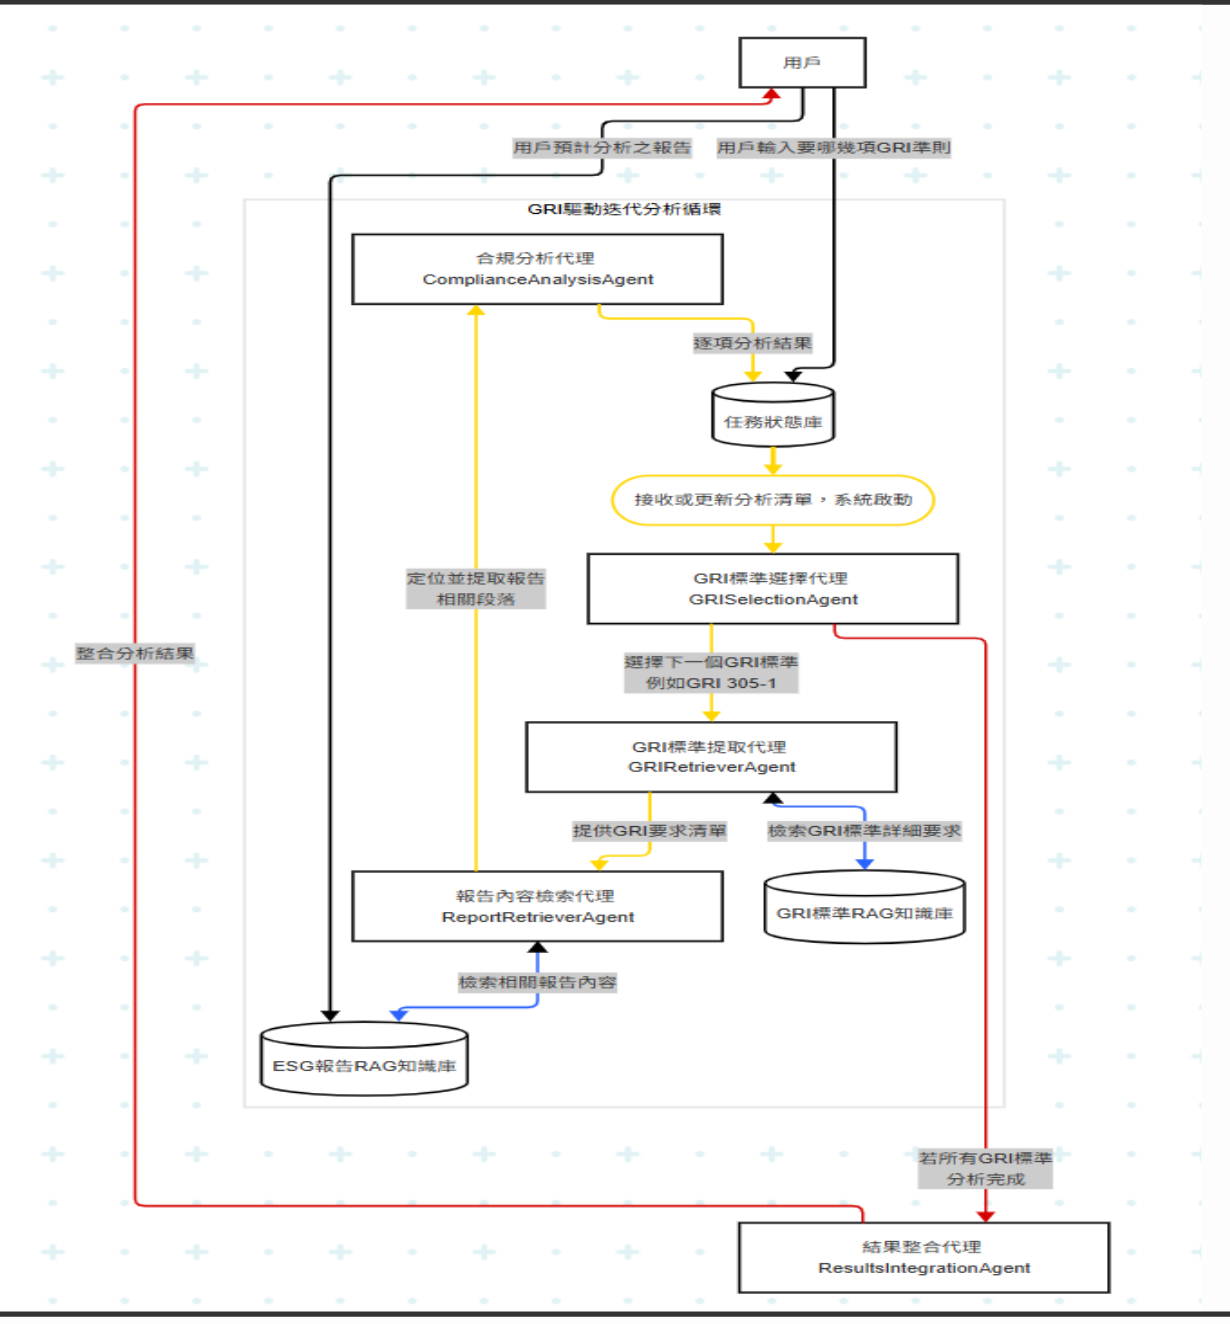 用戶
用戶預計分析之報告
用戶輸入要哪幾項GRI準則
GRI驅動迭代分析循環
合規分析代理
ComplianceAnalysisAgent
逐項分析結果
任務狀態庫
接收或更新分析清單，系統啟動
定位並提取報告
相關段落
GRI標準選擇代理
GRISelectionAgent
整合分析結果
選擇下一個GRI標準
例如GRI 305-1
GRI標準提取代理
GRIRetrieverAgent
提供GRI要求清單
檢索GRI標準詳細要求
報告內容檢索代理
ReportRetrieverAgent
GRI標準RAG知識庫
檢索相關報告內容
ESG報告RAG知識庫
若所有GRI標準
分析完成
結果整合代理
ResultsIntegrationAgent